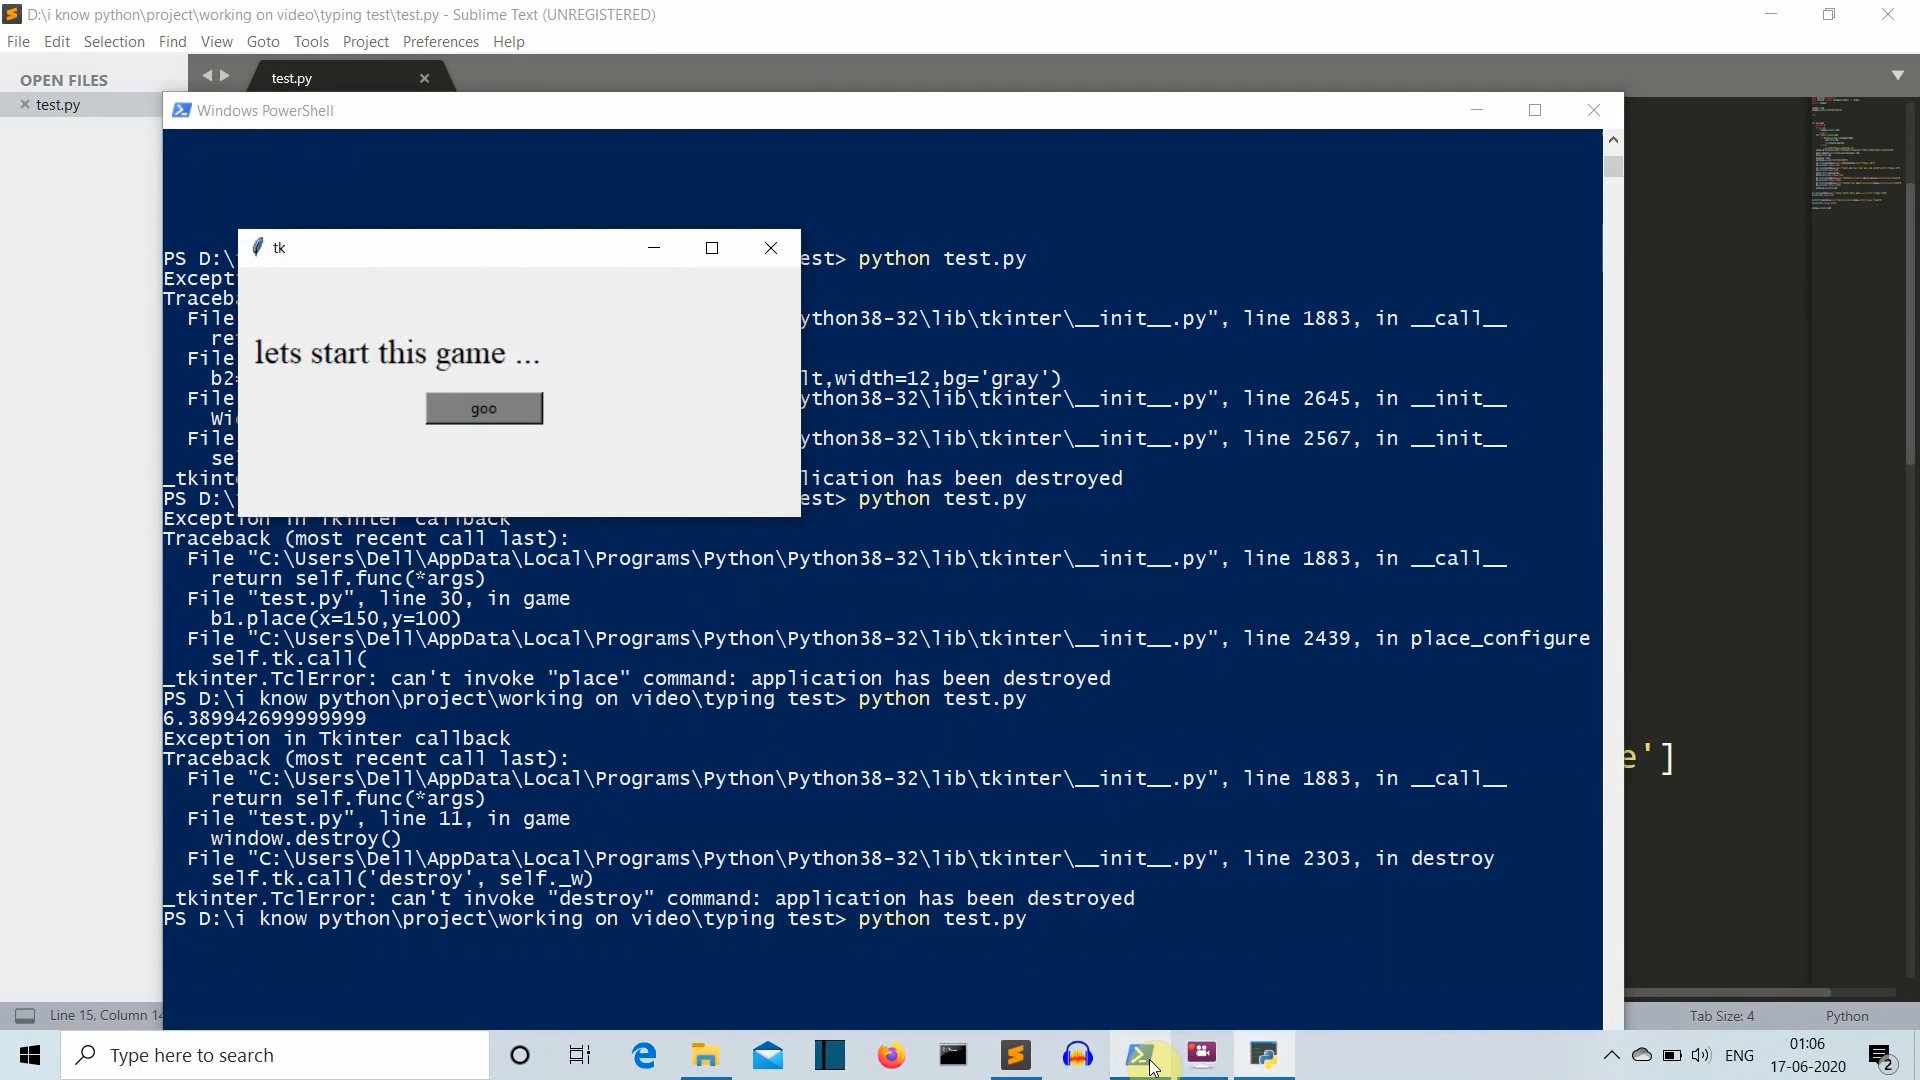 D:\i know python\project\working on video\typing test\test.py - Sublime Text (UNREGISTERED)
File Edit Selection Find View Goto Tools Project Preferences Help
OPEN FILES
test.py
test.py
Windows PowerShell
PS D:\
est> python test.py
Except
Traceb
File
ython38-32\lib\tkinter\__init__.py", line 1883, in __call__
re
File
b2=
lt,width=12,bg='gray')
File
ython38-32\lib\tkinter\__init__.py", line 2645, in __init__
Wi
File
ython38-32\lib\tkinter\__init__.py", line 2567, in __init__
se
_tkint
lication has been destroyed
PS D:\
est> python test.py
tk
lets start this game ...
goo
Exception in Tkinter callback
Traceback (most recent call last):
File "C:\Users\Dell\AppData\Local\Programs\Python\Python38-32\lib\tkinter\__init__.py", line 1883, in __call__
return self.func(*args)
File "test.py", line 30, in game
b1.place(x=150,y=100)
File "C:\Users\Dell\AppData\Local\Programs\Python\Python38-32\lib\tkinter\__init__.py", line 2439, in place_configure
self.tk.call(
_tkinter.TclError: can't invoke "place" command: application has been destroyed
PS D:\i know python\project\working on video\typing test> python test.py
6.389942699999999
Exception in Tkinter callback
Traceback (most recent call last):
File "C:\Users\Dell\AppData\Local\Programs\Python\Python38-32\lib\tkinter\__init__.py", line 1883, in __call__
return self.func(*args)
File "test.py", line 11, in game
window.destroy()
File "C:\Users\Dell\AppData\Local\Programs\Python\Python38-32\lib\tkinter\__init__.py", line 2303, in destroy
self.tk.call('destroy', self._w)
_tkinter.TclError: can't invoke "destroy" command: application has been destroyed
PS D:\i know python\project\working on video\typing test> python test.py
e']
Line 15, Column 14
Tab Size: 4
Python
Type here to search
ENG
01:06
17-06-2020
2